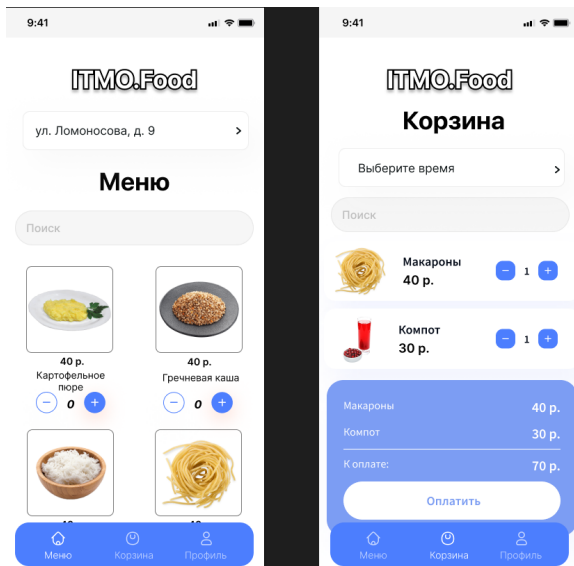 9:41
ITMO.Food
ул. Ломоносова, д. 9
Меню
Поиск
40 р.
Картофельное
пюре
0
40 р.
Гречневая каша
0
Меню
Корзина
Профиль
9:41
ITMO.Food
Корзина
Выберите время
Поиск
Макароны
40 р.
1
Компот
30 р.
1
Макароны
40 р.
Компот
30 р.
К оплате:
70 р.
Оплатить
Меню
Корзина
Профиль